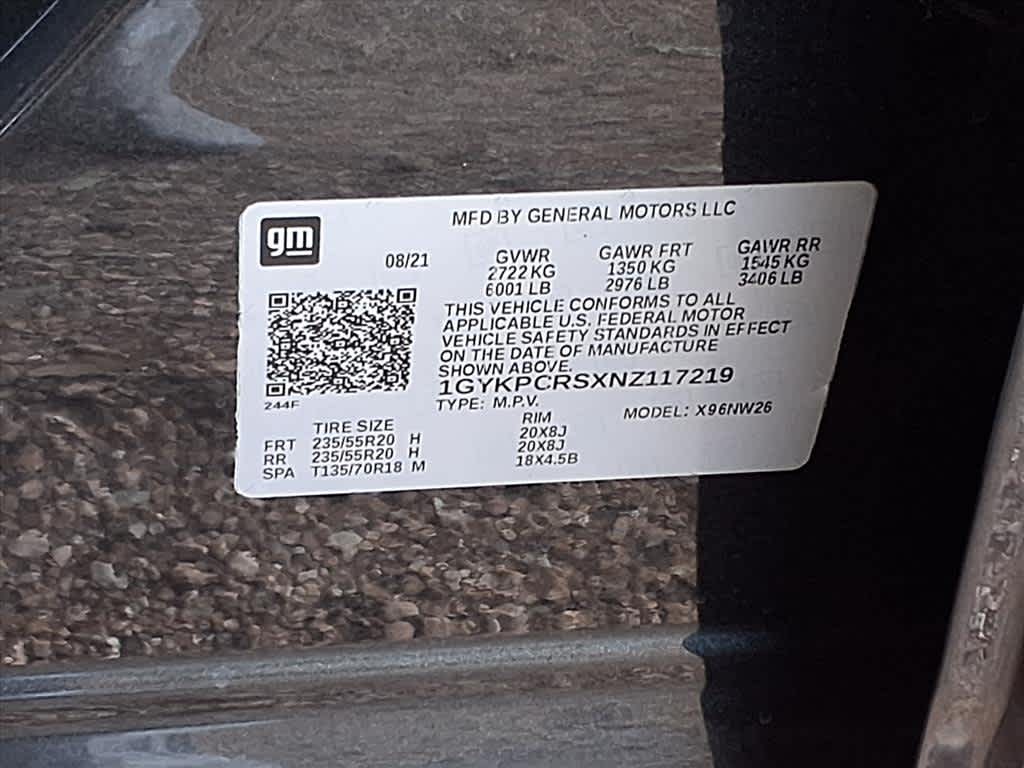 gm
MFD BY GENERAL MOTORS LLC
08/21
GVWR GAWR FRT GAWR RR
2722 KG 1350 KG 1545 KG
6001 LB 2976 LB 3406 LB
THIS VEHICLE CONFORMS TO ALL
APPLICABLE U.S. FEDERAL MOTOR
VEHICLE SAFETY STANDARDS IN EFFECT
ON THE DATE OF MANUFACTURE
SHOWN ABOVE.
1GYKPCRSXNZ117219
244F
TYPE: M.P.V. MODEL: X96NW26
TIRE SIZE RIM
FRT 235/55R20 H 20X8J
RR 235/55R20 H 20X8J
SPA T135/70R18 M 18X4.5B